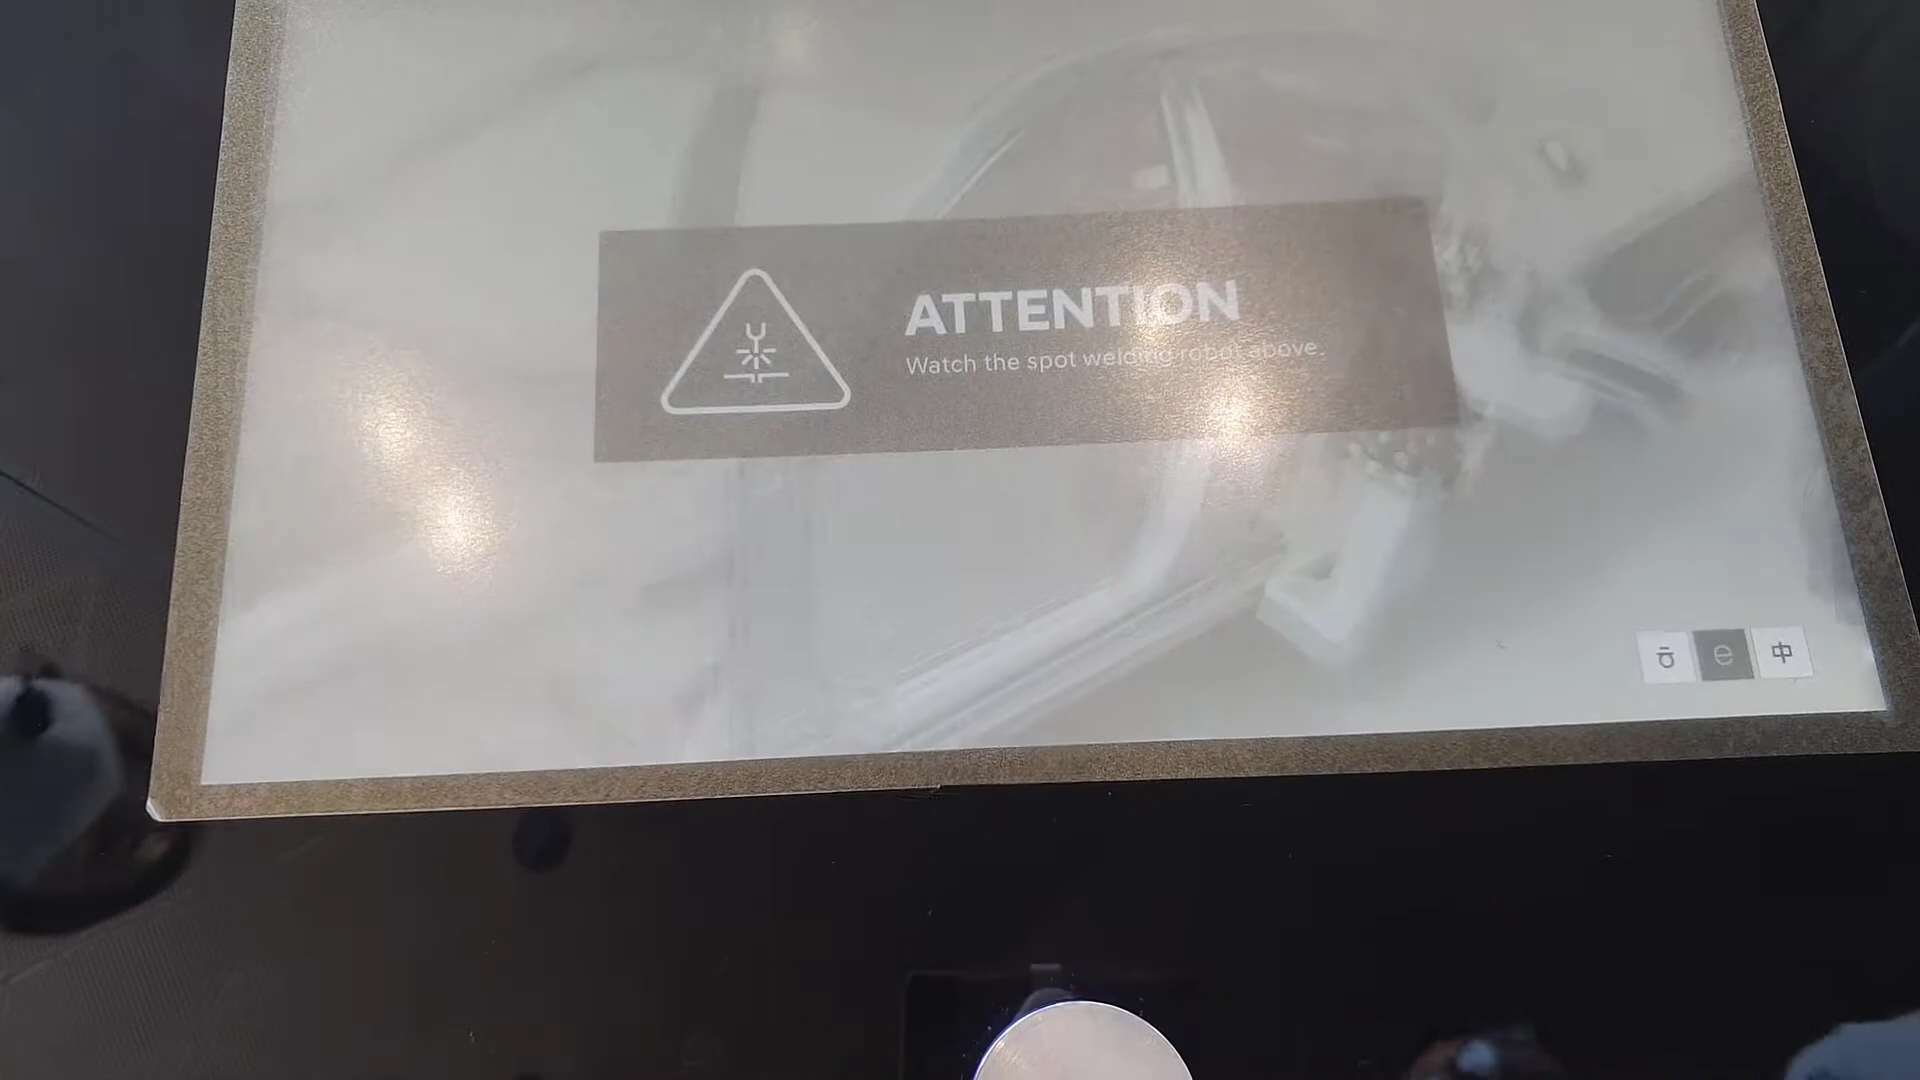 ATTENTION
Watch the spot welding robot above.
e 中